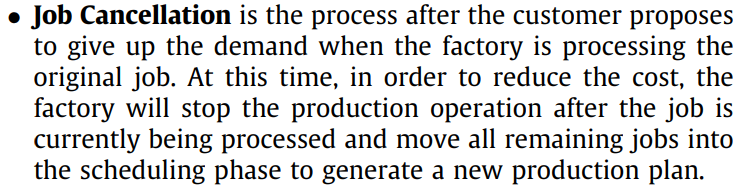 • Job Cancellation is the process after the customer proposes
to give up the demand when the factory is processing the
original job. At this time, in order to reduce the cost, the
factory will stop the production operation after the job is
currently being processed and move all remaining jobs into
the scheduling phase to generate a new production plan.